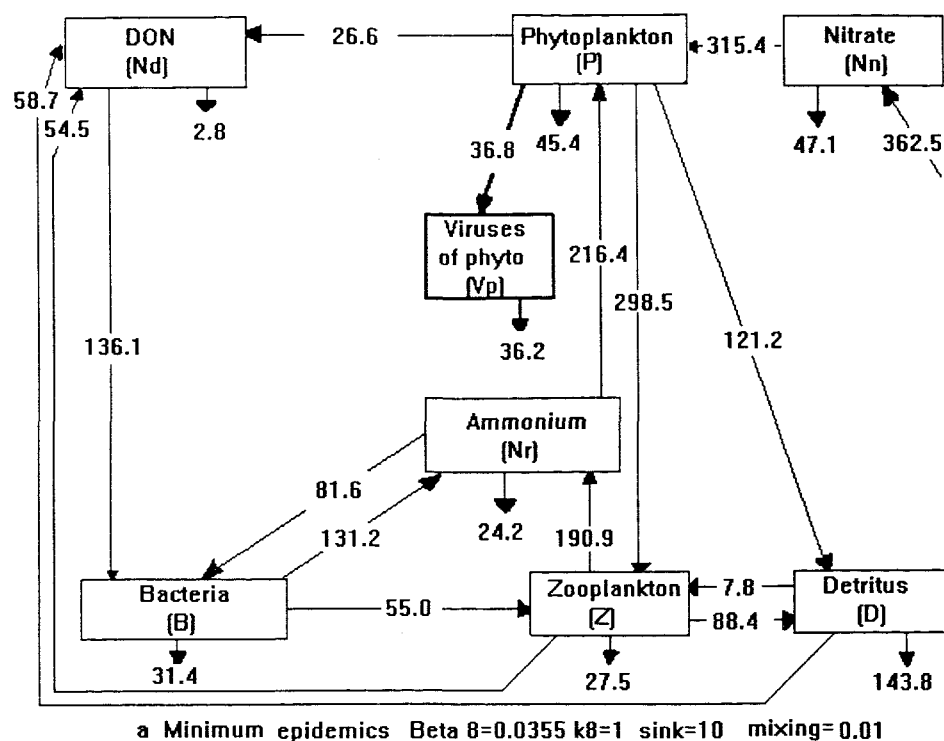 DON
(Nd)
26.6
Phytoplankton
(P)
315.4
Nitrate
(Nn)
58.7
54.5
2.8
36.8
45.4
47.1
362.5
Viruses
of phyto
(Vp)
216.4
298.5
36.2
136.1
121.2
Ammonium
(Nr)
81.6
131.2
24.2
190.9
Bacteria
(B)
55.0
Zooplankton
(Z)
7.8
88.4
Detritus
(D)
31.4
27.5
143.8
a Minimum epidemics Beta 8=0.0355 k8=1 sink=10 mixing=0.01